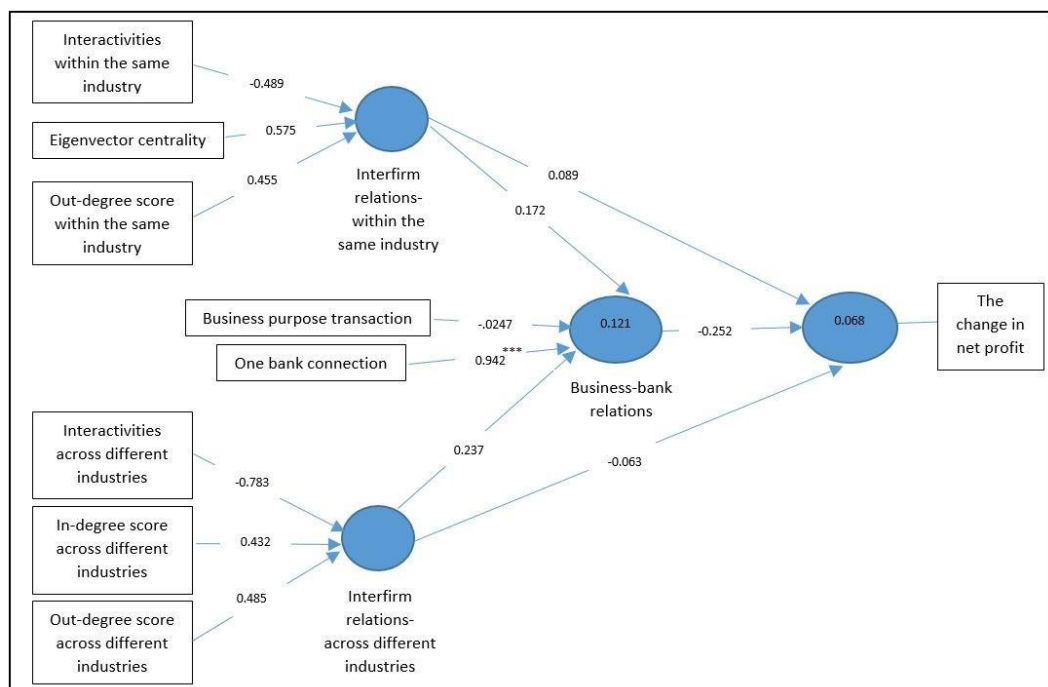 Interactivities
within the same
industry
-0.489
Eigenvector centrality
0.575
Out-degree score
within the same
industry
0.455
Interfirm
relations-
within the
same industry
0.089
0.172
Business purpose transaction
-.0247
One bank connection
0.942***
0.121
Business-bank
relations
-0.252
0.068
The
change in
net profit
Interactivities
across different
industries
-0.783
In-degree score
across different
industries
0.432
Out-degree score
across different
industries
0.485
Interfirm
relations-
across different
industries
0.237
-0.063